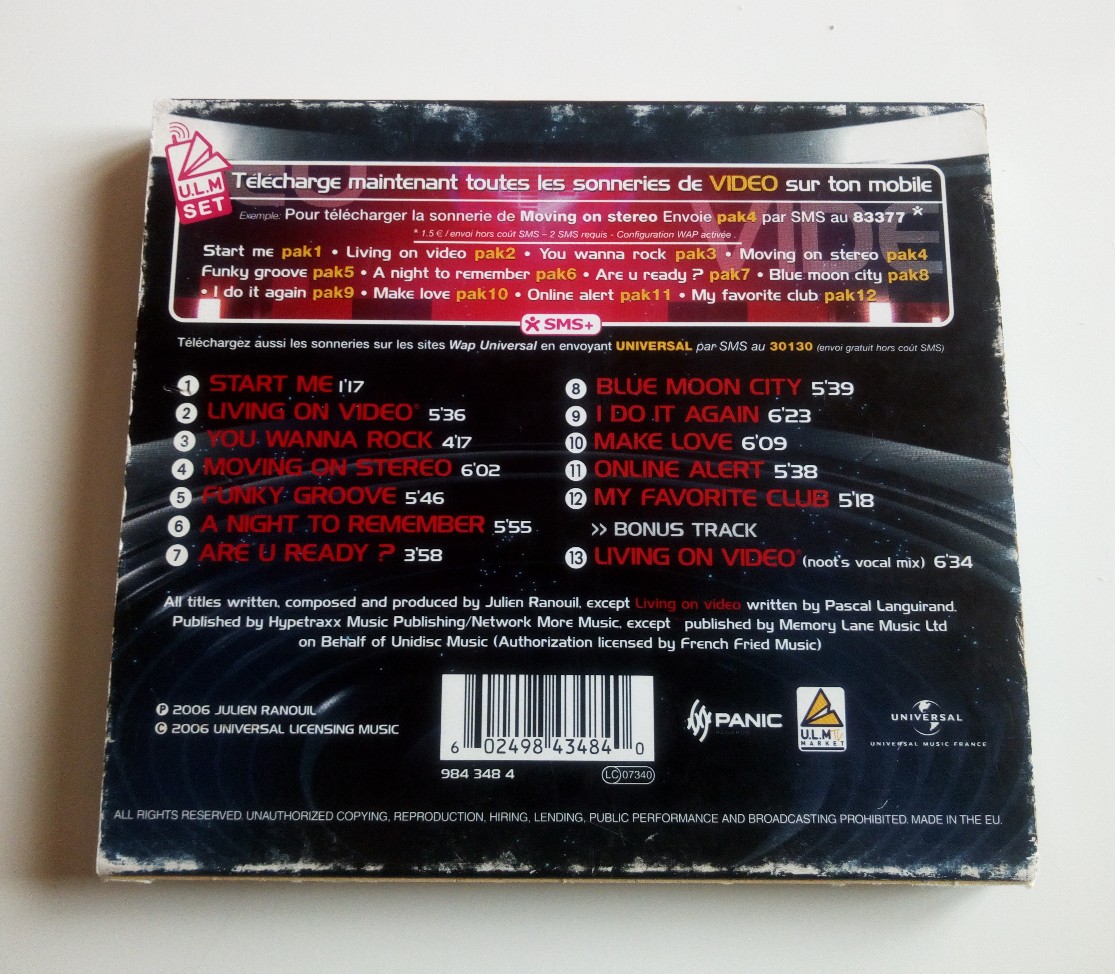 U.L.M
SET
Télécharge maintenant toutes les sonneries de VIDEO sur ton mobile
Exemple: Pour télécharger la sonnerie de Moving on stereo Envoie pak4 par SMS au 83377 *
* 1.5 € / envoi hors coût SMS – 2 SMS requis - Configuration WAP activée .
Start me pak1 • Living on video pak2 • You wanna rock pak3 • Moving on stereo pak4
Funky groove pak5 • A night to remember pak6 • Are u ready ? pak7 • Blue moon city pak8
• I do it again pak9 • Make love pak10 • Online alert pak11 • My favorite club pak12
SMS+
Téléchargez aussi les sonneries sur les sites Wap Universal en envoyant UNIVERSAL par SMS au 30130 (envoi gratuit hors coût SMS)
1 START ME 1'17
2 LIVING ON VIDEO* 5'36
3 YOU WANNA ROCK 4'17
4 MOVING ON STEREO 6'02
5 FUNKY GROOVE 5'46
6 A NIGHT TO REMEMBER 5'55
7 ARE U READY ? 3'58
8 BLUE MOON CITY 5'39
9 I DO IT AGAIN 6'23
10 MAKE LOVE 6'09
11 ONLINE ALERT 5'38
12 MY FAVORITE CLUB 5'18
>> BONUS TRACK
13 LIVING ON VIDEO* (noot's vocal mix) 6'34
All titles written, composed and produced by Julien Ranouil, except Living on video written by Pascal Languirand.
Published by Hypetraxx Music Publishing/Network More Music, except published by Memory Lane Music Ltd
on Behalf of Unidisc Music (Authorization licensed by French Fried Music)
℗ 2006 JULIEN RANOUIL
© 2006 UNIVERSAL LICENSING MUSIC
6 02498 43484 0
984 348 4
LC 07340
PANIC
RECORDS
U.L.M TV
MARKET
UNIVERSAL
UNIVERSAL MUSIC FRANCE
ALL RIGHTS RESERVED. UNAUTHORIZED COPYING, REPRODUCTION, HIRING, LENDING, PUBLIC PERFORMANCE AND BROADCASTING PROHIBITED. MADE IN THE EU.